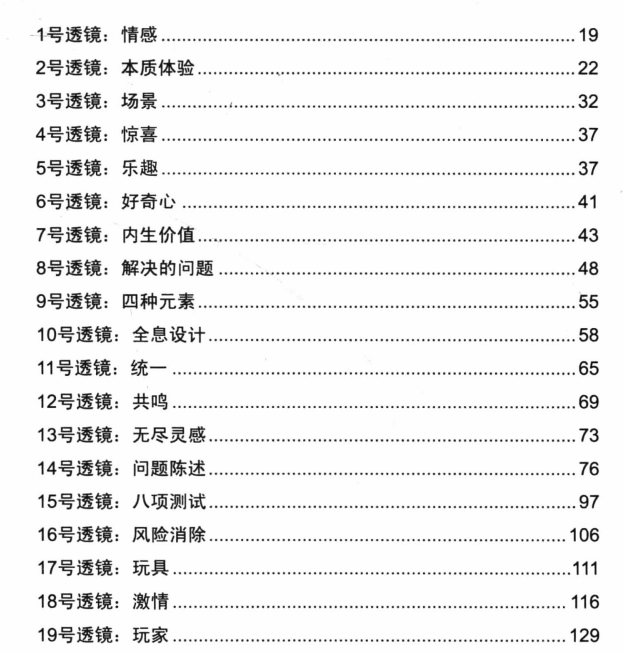 1号透镜：情感............................................................ 19
2号透镜：本质体验............................................................ 22
3号透镜：场景............................................................ 32
4号透镜：惊喜............................................................ 37
5号透镜：乐趣............................................................ 37
6号透镜：好奇心............................................................ 41
7号透镜：内生价值............................................................ 43
8号透镜：解决的问题............................................................ 48
9号透镜：四种元素............................................................ 55
10号透镜：全息设计............................................................ 58
11号透镜：统一............................................................ 65
12号透镜：共鸣............................................................ 69
13号透镜：无尽灵感............................................................ 73
14号透镜：问题陈述............................................................ 76
15号透镜：八项测试............................................................ 97
16号透镜：风险消除............................................................ 106
17号透镜：玩具............................................................ 111
18号透镜：激情............................................................ 116
19号透镜：玩家............................................................ 129